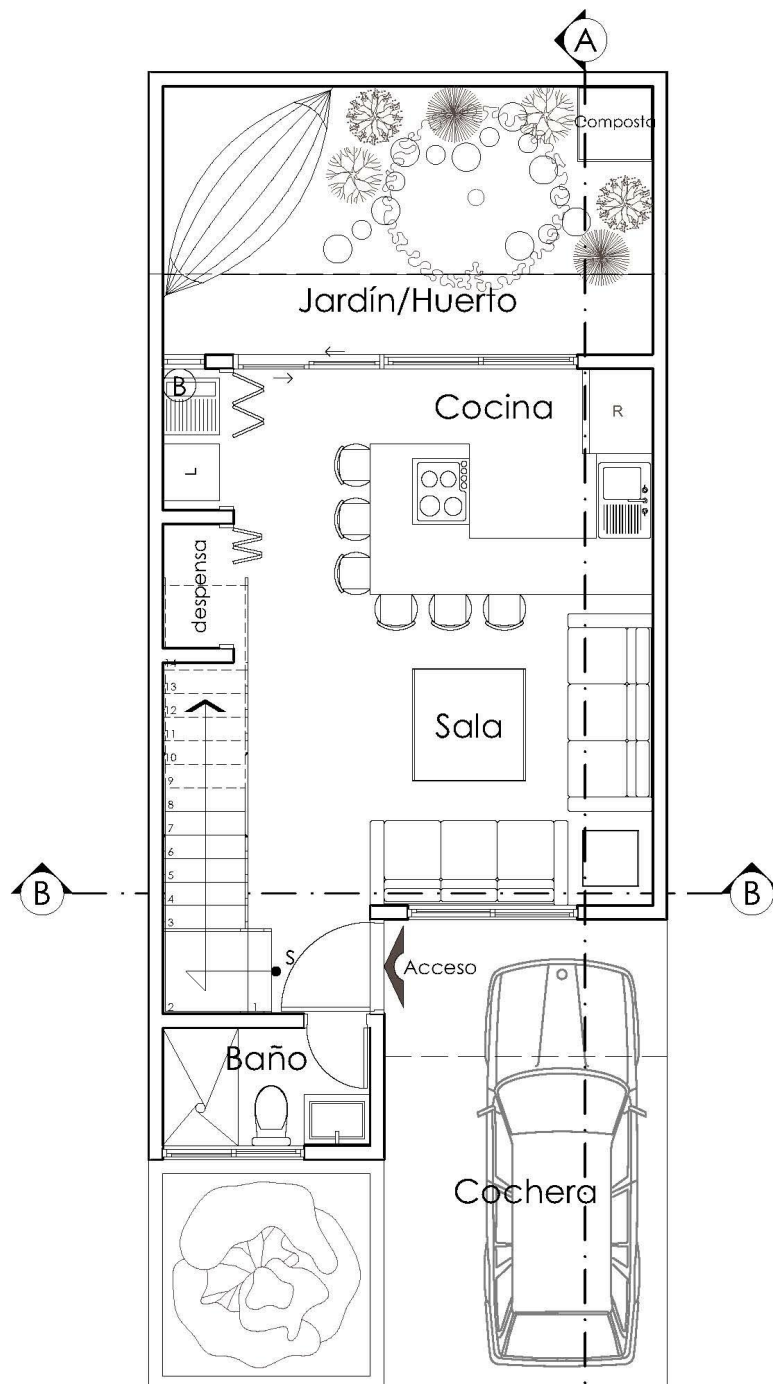 A
Composta
Jardín/Huerto
B
Cocina
R
L
despensa
14
13
12
11
10
9
8
7
6
5
4
3
2
1
Sala
B
B
S
Acceso
Baño
Cochera